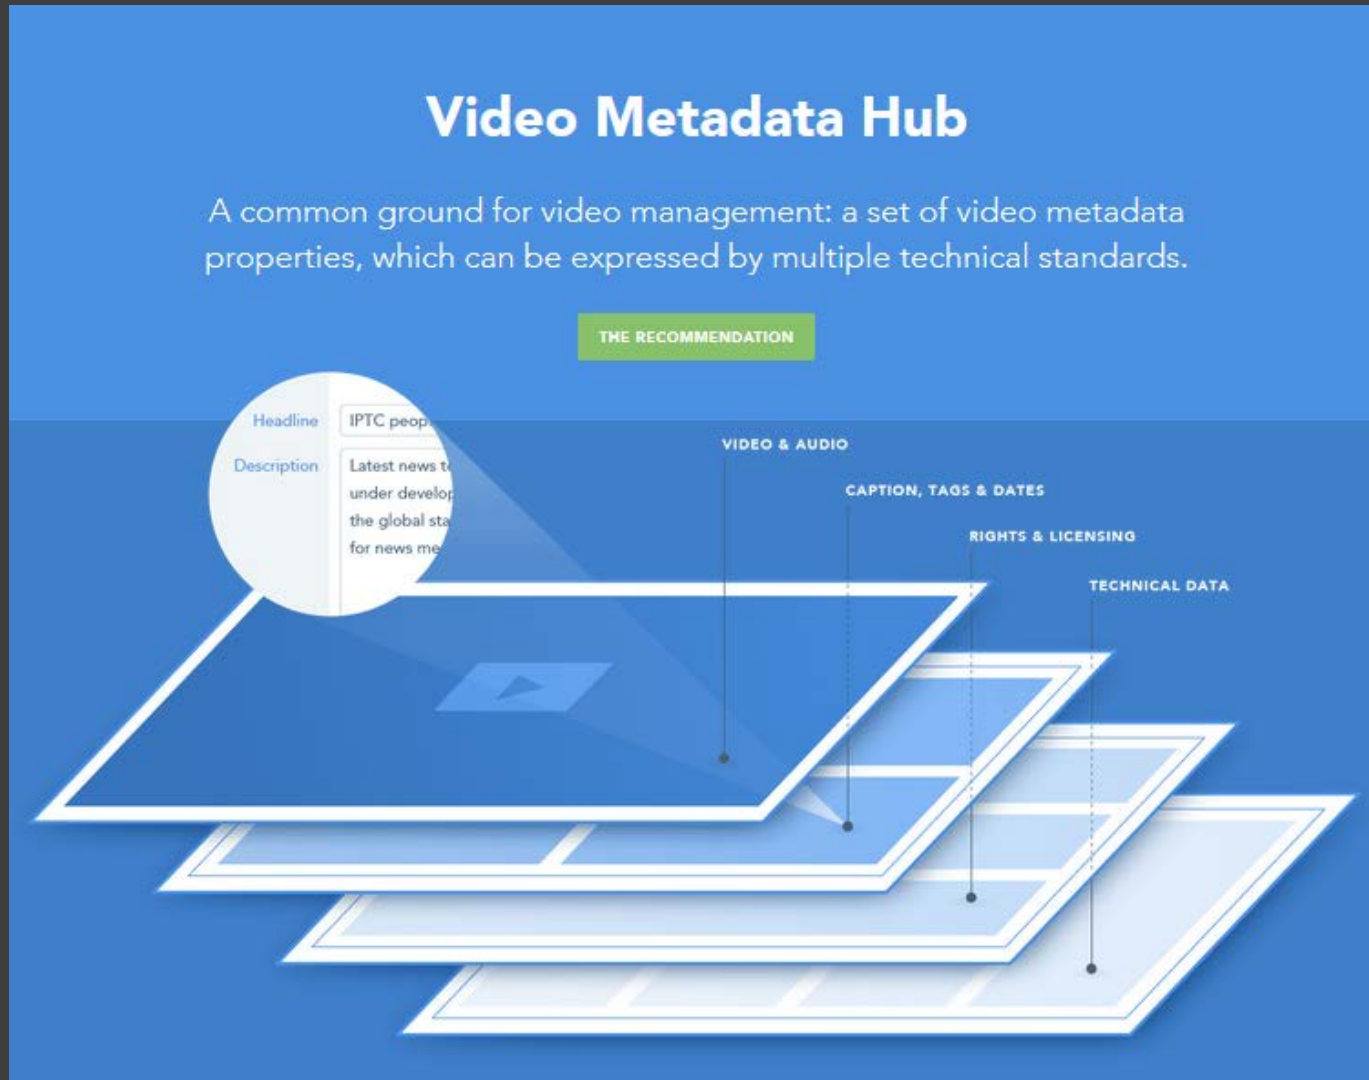 Video Metadata Hub
A common ground for video management: a set of video metadata
properties, which can be expressed by multiple technical standards.
THE RECOMMENDATION
Headline
IPTC peop
Description
Latest news
under develop
the global sta
for news me
VIDEO & AUDIO
CAPTION, TAGS & DATES
RIGHTS & LICENSING
TECHNICAL DATA